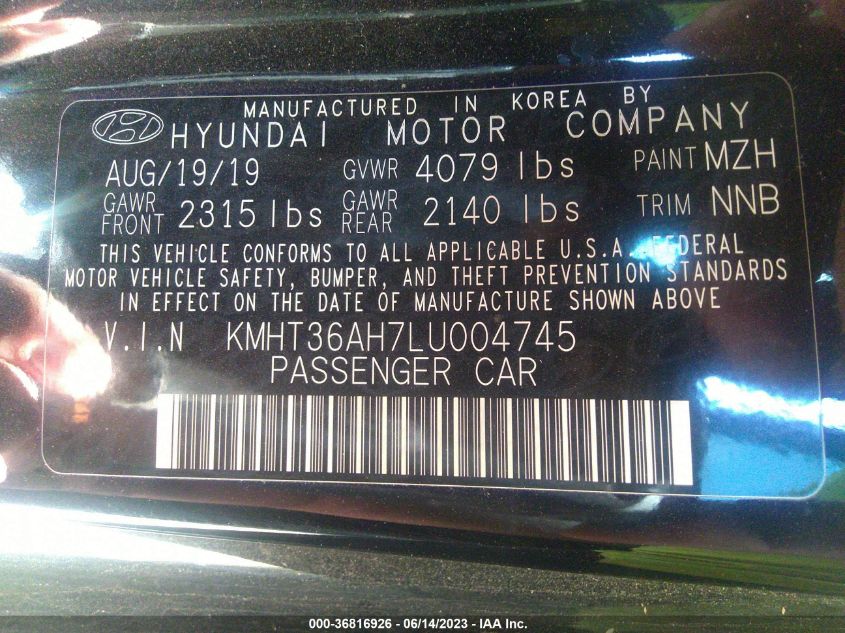 MANUFACTURED IN KOREA BY
HYUNDAI MOTOR COMPANY
AUG/19/19 GVWR 4079 lbs PAINT MZH
GAWR FRONT 2315 lbs GAWR REAR 2140 lbs TRIM NNB
THIS VEHICLE CONFORMS TO ALL APPLICABLE U.S.A. FEDERAL
MOTOR VEHICLE SAFETY, BUMPER, AND THEFT PREVENTION STANDARDS
IN EFFECT ON THE DATE OF MANUFACTURE SHOWN ABOVE
V.I.N KMHT36AH7LU004745
PASSENGER CAR
000-36816926 - 06/14/2023 - IAA Inc.